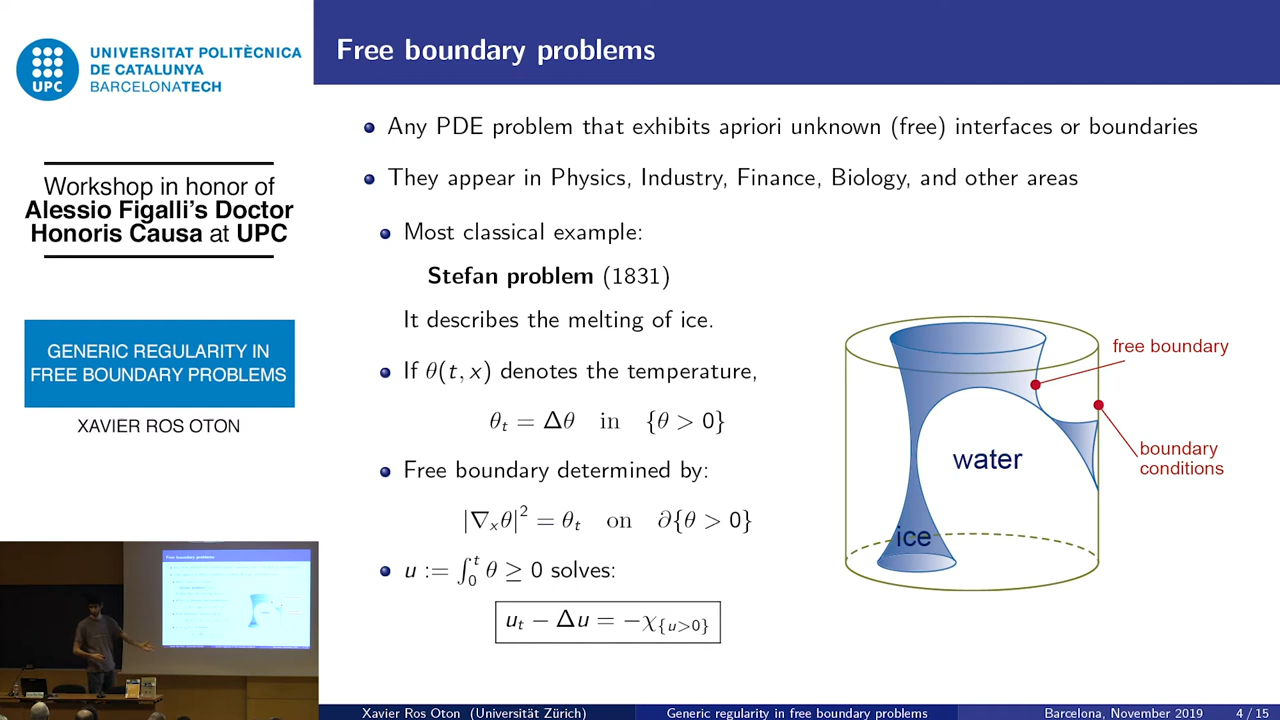 UNIVERSITAT POLITÈCNICA
DE CATALUNYA
BARCELONATECH
UPC
Workshop in honor of
Alessio Figalli's Doctor
Honoris Causa at UPC
GENERIC REGULARITY IN
FREE BOUNDARY PROBLEMS
XAVIER ROS OTON
Free boundary problems
Any PDE problem that exhibits apriori unknown (free) interfaces or boundaries
They appear in Physics, Industry, Finance, Biology, and other areas
Most classical example:
Stefan problem (1831)
It describes the melting of ice.
If θ(t, x) denotes the temperature,
θ_t = Δθ in {θ > 0}
Free boundary determined by:
|∇_xθ|² = θ_t on ∂{θ > 0}
u := ∫₀ᵗ θ ≥ 0 solves:
u_t − Δu = −χ_{u>0}
free boundary
boundary
conditions
water
ice
Xavier Ros Oton (Universität Zürich) Generic regularity in free boundary problems Barcelona, November 2019 4 / 15
Free boundary problems